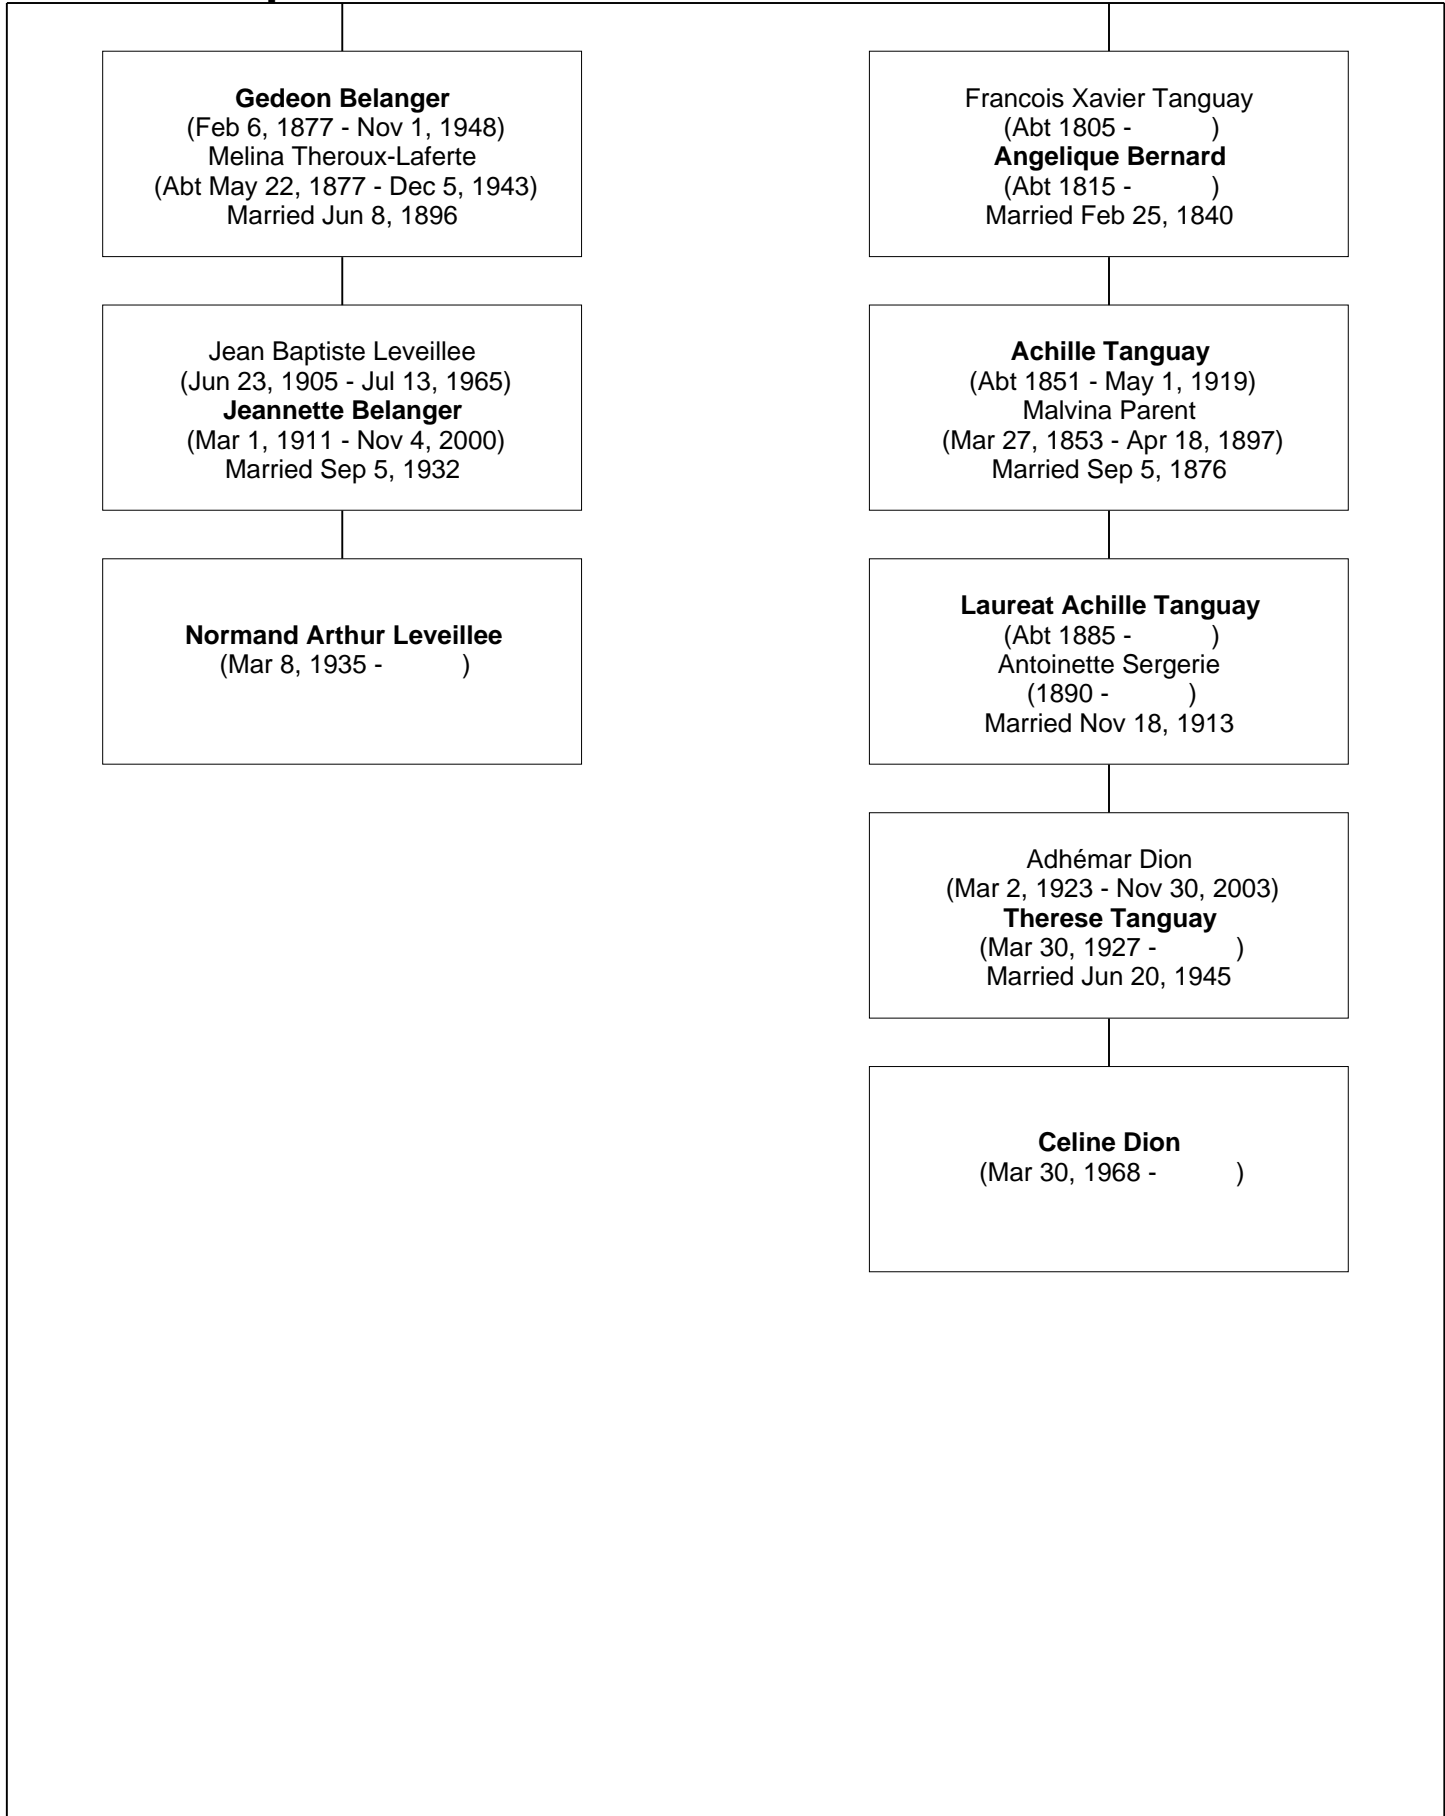 Gedeon Belanger
(Feb 6, 1877 - Nov 1, 1948)
Melina Theroux-Laferte
(Abt May 22, 1877 - Dec 5, 1943)
Married Jun 8, 1896
Jean Baptiste Leveillee
(Jun 23, 1905 - Jul 13, 1965)
Jeannette Belanger
(Mar 1, 1911 - Nov 4, 2000)
Married Sep 5, 1932
Normand Arthur Leveillee
(Mar 8, 1935 - )
Francois Xavier Tanguay
(Abt 1805 - )
Angelique Bernard
(Abt 1815 - )
Married Feb 25, 1840
Achille Tanguay
(Abt 1851 - May 1, 1919)
Malvina Parent
(Mar 27, 1853 - Apr 18, 1897)
Married Sep 5, 1876
Laureat Achille Tanguay
(Abt 1885 - )
Antoinette Sergerie
(1890 - )
Married Nov 18, 1913
Adhémar Dion
(Mar 2, 1923 - Nov 30, 2003)
Therese Tanguay
(Mar 30, 1927 - )
Married Jun 20, 1945
Celine Dion
(Mar 30, 1968 - )